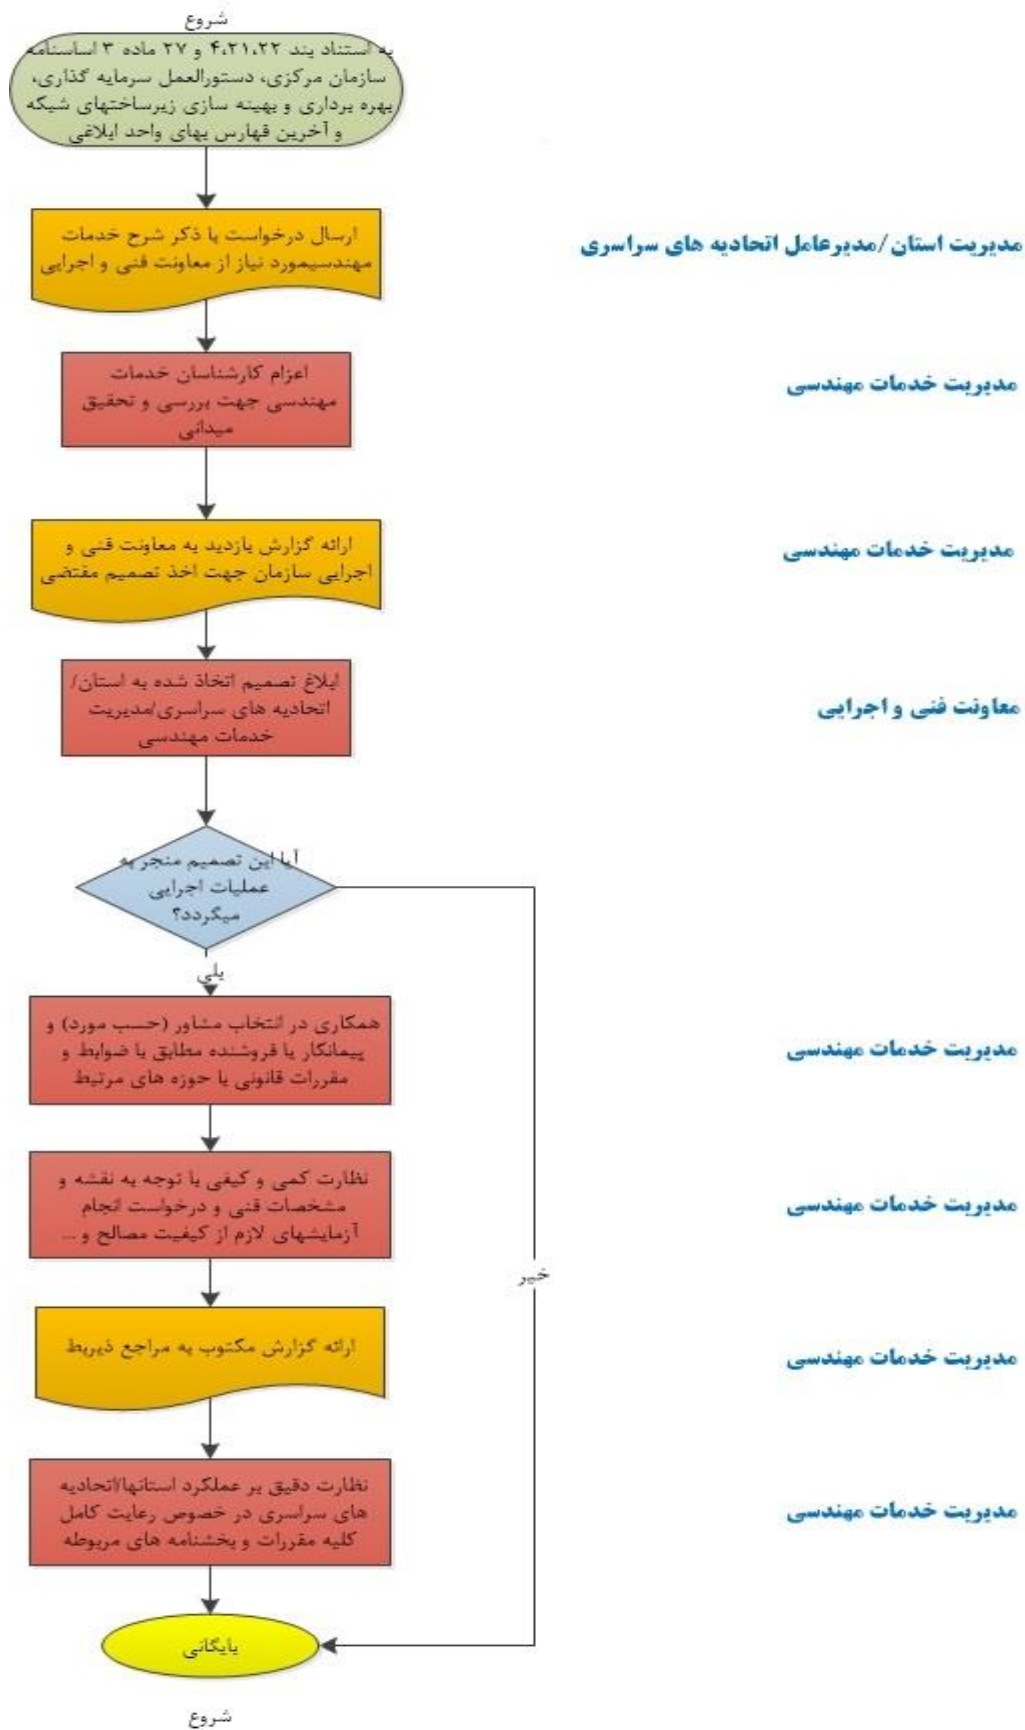 شروع
به استناد بند ۴،۲۱،۲۲ و ۲۷ ماده ۳ اساسنامه
سازمان مرکزی، دستورالعمل سرمایه گذاری،
بهره برداری و بهینه سازی زیرساختهای شبکه
و آخرین فهارس بهای واحد ابلاغی
ارسال درخواست با ذکر شرح خدمات
مهندسیمورد نیاز از معاونت فنی و اجرایی
مدیریت استان/مدیرعامل اتحادیه های سراسری
اعزام کارشناسان خدمات
مهندسی جهت بررسی و تحقیق
میدانی
مدیریت خدمات مهندسی
ارائه گزارش بازدید به معاونت فنی و
اجرایی سازمان جهت اخذ تصمیم مقتضی
مدیریت خدمات مهندسی
ابلاغ تصمیم اتخاذ شده به استان/
اتحادیه های سراسری/مدیریت
خدمات مهندسی
معاونت فنی و اجرایی
آیا این تصمیم منجر به
عملیات اجرایی
میگردد؟
بلی
همکاری در انتخاب مشاور (حسب مورد) و
پیمانکار یا فروشنده مطابق با ضوابط و
مقررات قانونی با حوزه های مرتبط
مدیریت خدمات مهندسی
نظارت کمی و کیفی با توجه به نقشه و
مشخصات فنی و درخواست انجام
آزمایشهای لازم از کیفیت مصالح و ...
مدیریت خدمات مهندسی
خیر
ارائه گزارش مکتوب به مراجع ذیربط
مدیریت خدمات مهندسی
نظارت دقیق بر عملکرد استانها/اتحادیه
های سراسری در خصوص رعایت کامل
کلیه مقررات و بخشنامه های مربوطه
مدیریت خدمات مهندسی
بایگانی
شروع